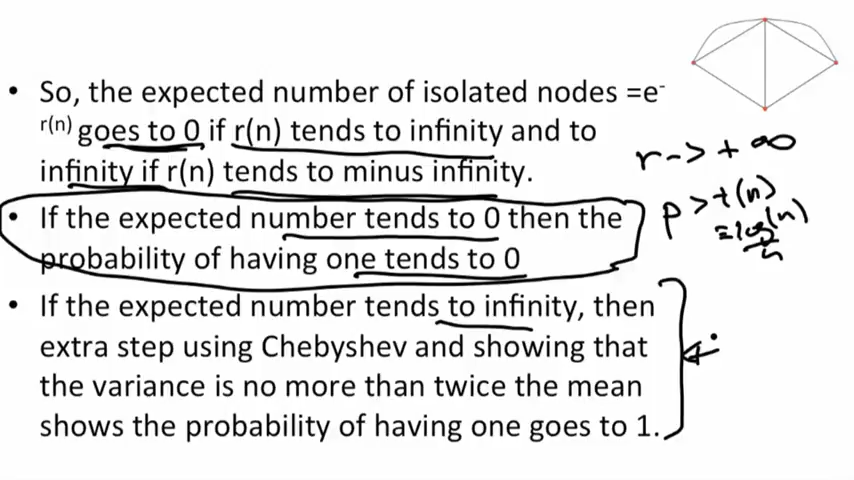 • So, the expected number of isolated nodes =e-
r(n) goes to 0 if r(n) tends to infinity and to
infinity if r(n) tends to minus infinity.
r -> + ∞
• If the expected number tends to 0 then the
probability of having one tends to 0
p > t(n)
= log(n)
n
• If the expected number tends to infinity, then
extra step using Chebyshev and showing that
the variance is no more than twice the mean
shows the probability of having one goes to 1.